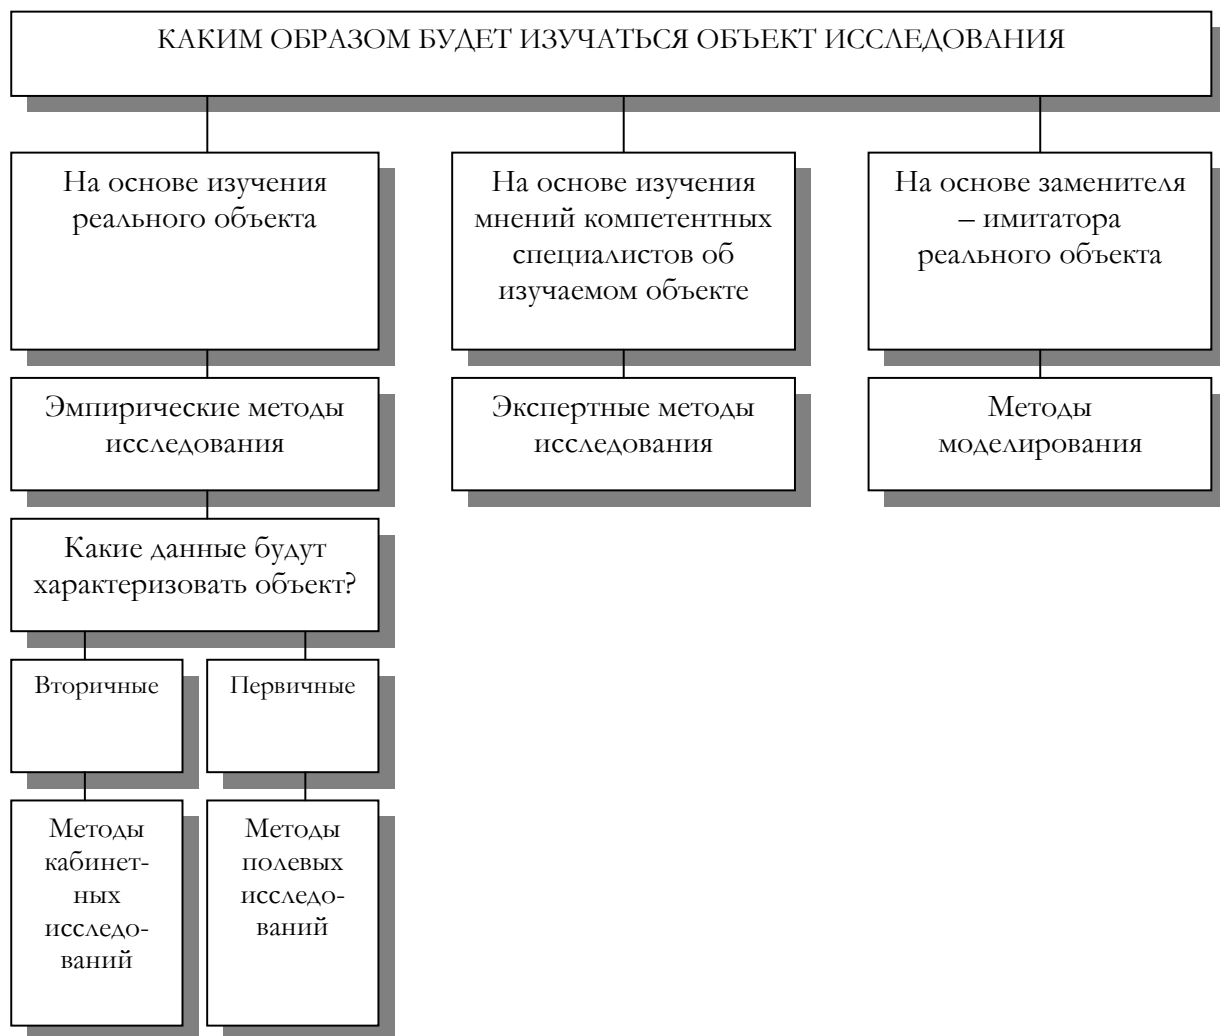 КАКИМ ОБРАЗОМ БУДЕТ ИЗУЧАТЬСЯ ОБЪЕКТ ИССЛЕДОВАНИЯ
На основе изучения
реального объекта
На основе изучения
мнений компетентных
специалистов об
изучаемом объекте
На основе заменителя
– имитатора
реального объекта
Эмпирические методы
исследования
Экспертные методы
исследования
Методы
моделирования
Какие данные будут
характеризовать объект?
Вторичные
Первичные
Методы
кабинет-
ных
исследо-
ваний
Методы
полевых
исследо-
ваний